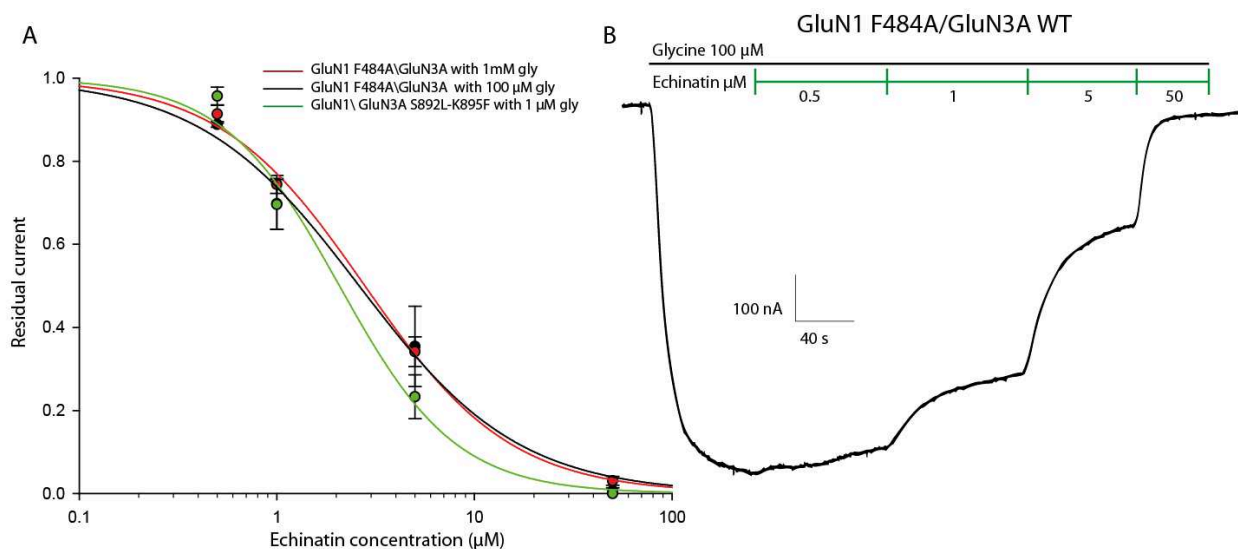 A
GluN1 F484A\GluN3A with 1mM gly
GluN1 F484A\GluN3A with 100 μM gly
GluN1\ GluN3A S892L-K895F with 1 μM gly
Residual current
1.0
0.8
0.6
0.4
0.2
0.0
0.1
1
10
100
Echinatin concentration (μM)
B
GluN1 F484A/GluN3A WT
Glycine 100 μM
Echinatin μM
0.5
1
5
50
100 nA
40 s